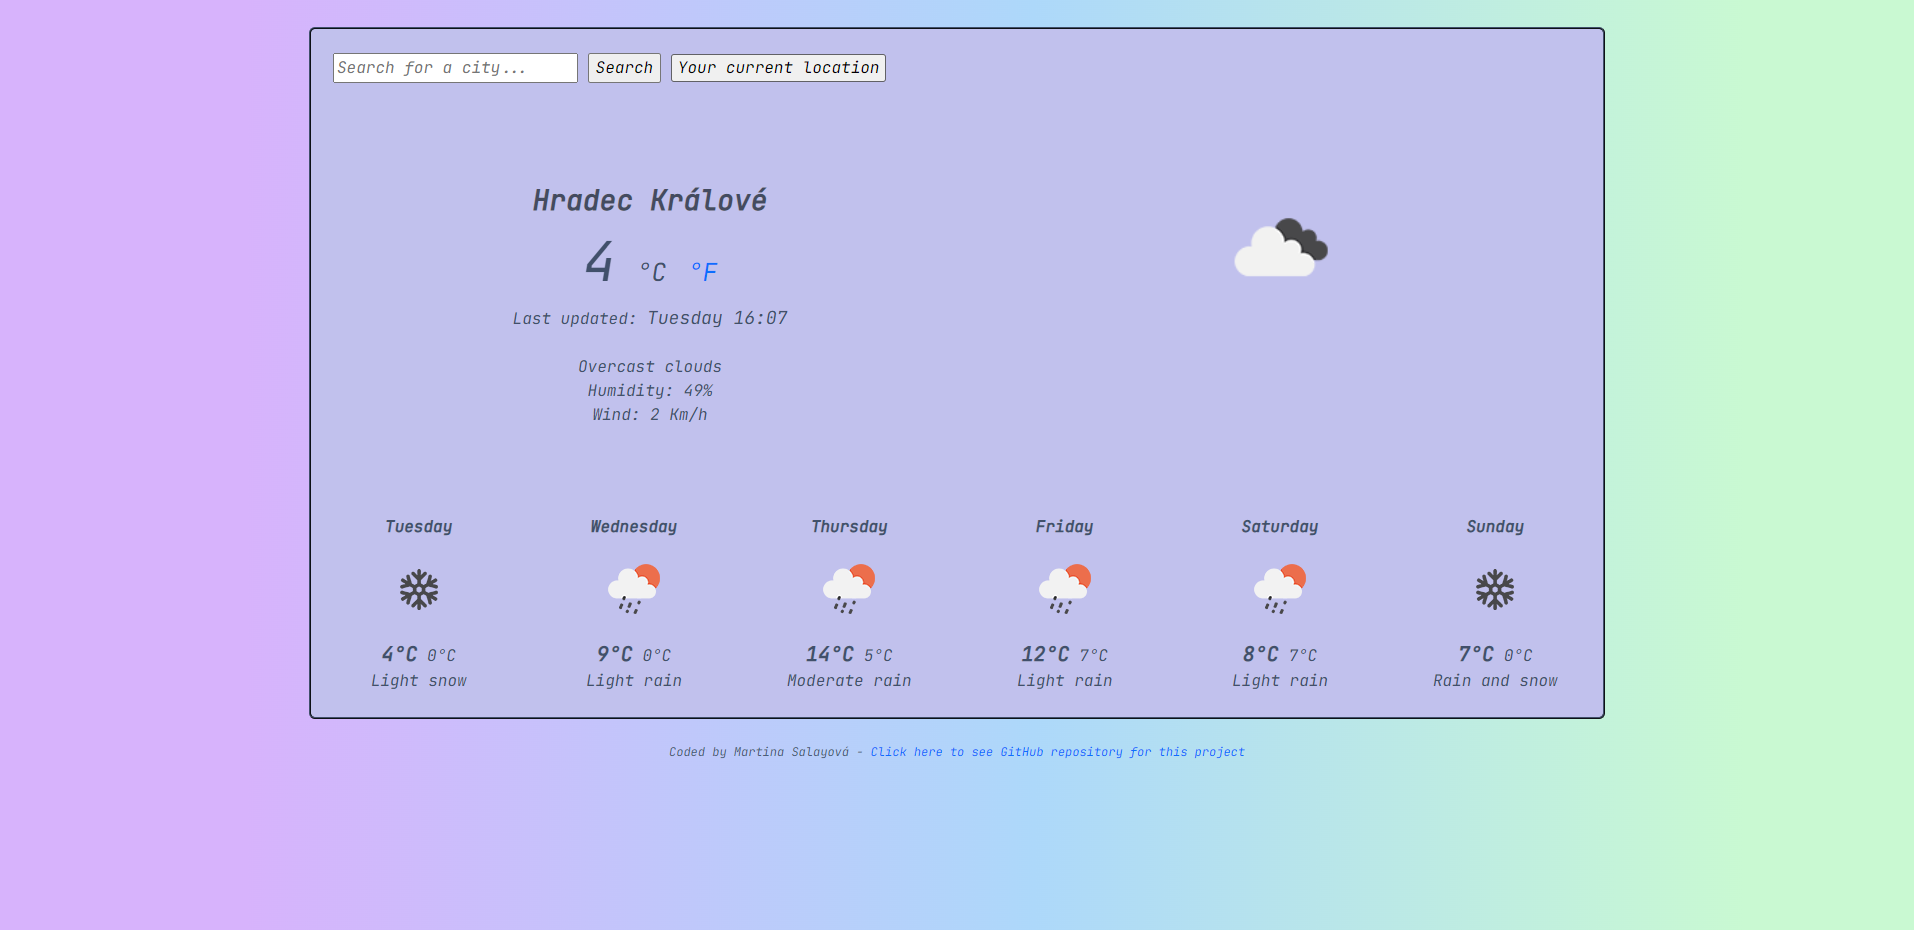 Search for a city... Search Your current location
Hradec Králové
4 °C °F
Last updated: Tuesday 16:07
Overcast clouds
Humidity: 49%
Wind: 2 Km/h
Tuesday Wednesday Thursday Friday Saturday Sunday
4°C 0°C 9°C 0°C 14°C 5°C 12°C 7°C 8°C 7°C 7°C 0°C
Light snow Light rain Moderate rain Light rain Light rain Rain and snow
Coded by Martina Salayová - Click here to see GitHub repository for this project